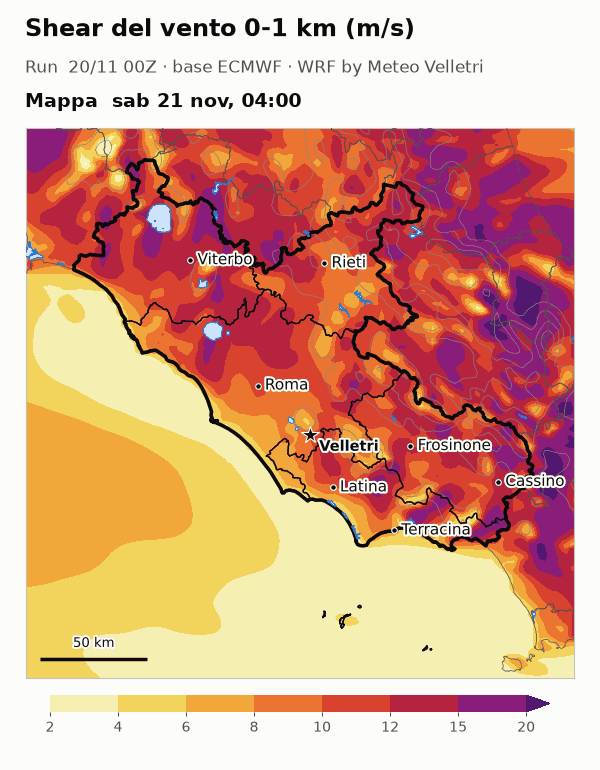 Shear del vento 0-1 km (m/s)
Run  20/11 00Z · base ECMWF · WRF by Meteo Velletri
Mappa  sab 21 nov, 04:00
Viterbo
Rieti
Roma
Velletri
Frosinone
Latina
Cassino
Terracina
50 km
2 4 6 8 10 12 15 20